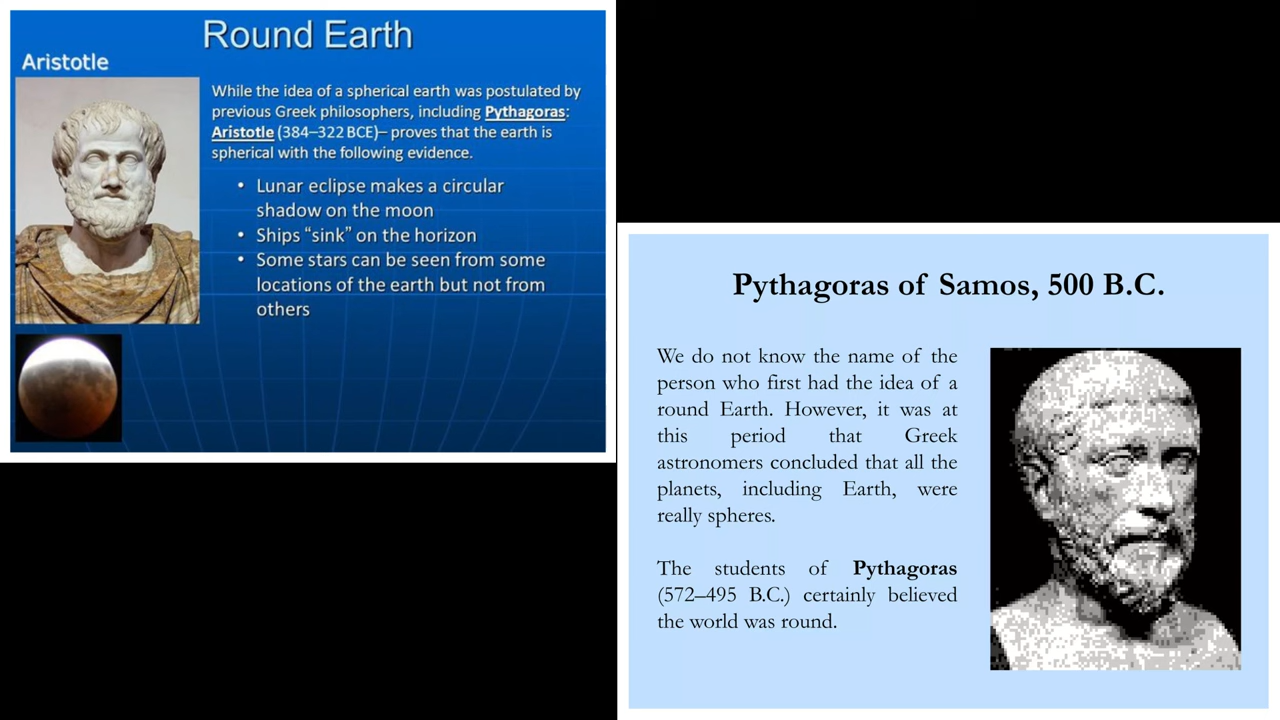 Round Earth
Aristotle
While the idea of a spherical earth was postulated by
previous Greek philosophers, including Pythagoras:
Aristotle (384–322 BCE)– proves that the earth is
spherical with the following evidence.
• Lunar eclipse makes a circular
shadow on the moon
• Ships “sink” on the horizon
• Some stars can be seen from some
locations of the earth but not from
others
Pythagoras of Samos, 500 B.C.
We do not know the name of the
person who first had the idea of a
round Earth. However, it was at
this period that Greek
astronomers concluded that all the
planets, including Earth, were
really spheres.
The students of Pythagoras
(572–495 B.C.) certainly believed
the world was round.